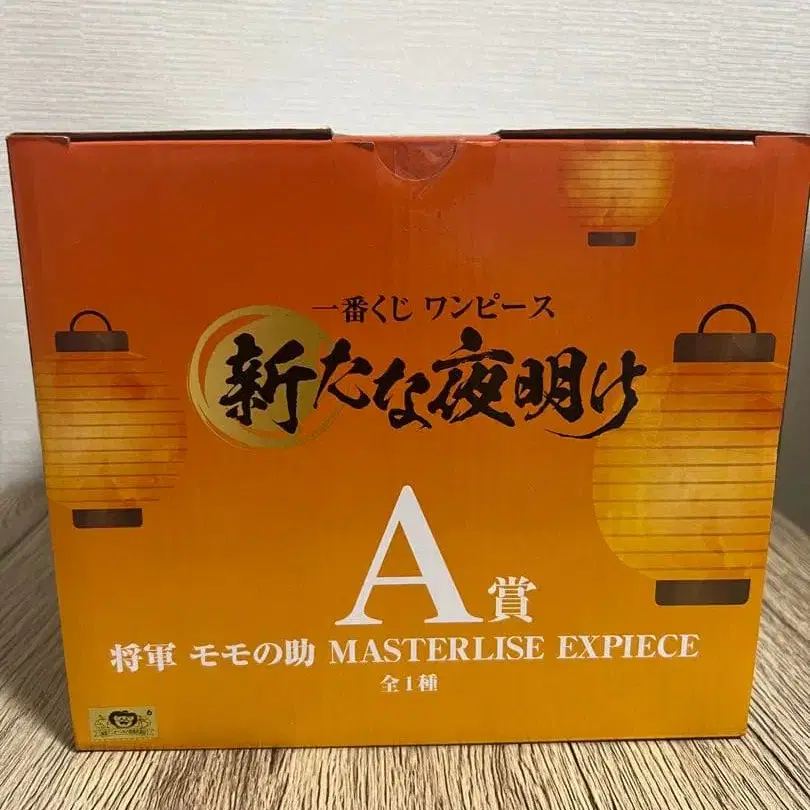 一番くじ ワンピース
新たな夜明け
A賞
将軍 モモの助 MASTERLISE EXPIECE
全1種
6